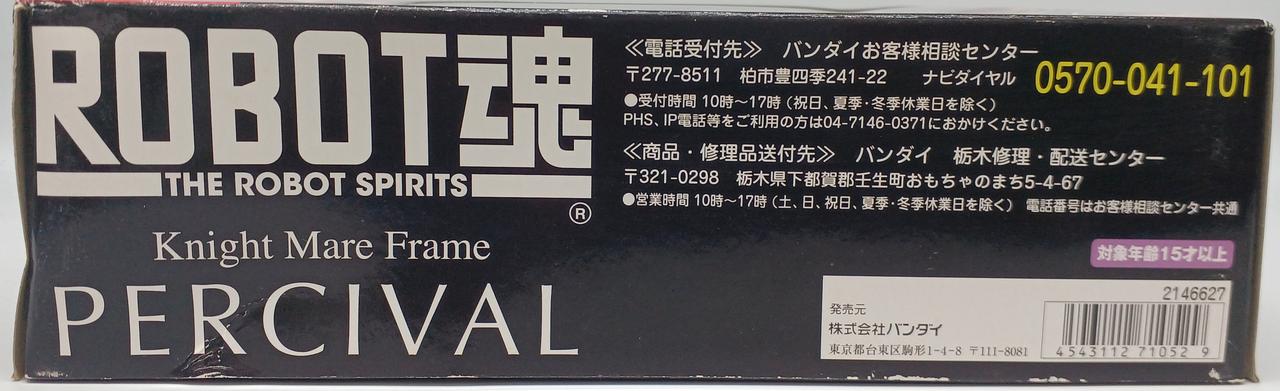 ROBOT魂
THE ROBOT SPIRITS
®
Knight Mare Frame
PERCIVAL
≪電話受付先≫ バンダイお客様相談センター
〒277-8511 柏市豊四季241-22 ナビダイヤル 0570-041-101
●受付時間 10時～17時(祝日、夏季・冬季休業日を除く)
PHS、IP電話等をご利用の方は04-7146-0371におかけください。
≪商品・修理品送付先≫ バンダイ 栃木修理・配送センター
〒321-0298 栃木県下都賀郡壬生町おもちゃのまち5-4-67
●営業時間 10時～17時(土、日、祝日、夏季・冬季休業日を除く) 電話番号はお客様相談センター共通
対象年齢15才以上
2146627
発売元
株式会社バンダイ
東京都台東区駒形1-4-8 〒111-8081
4543112 71052 9